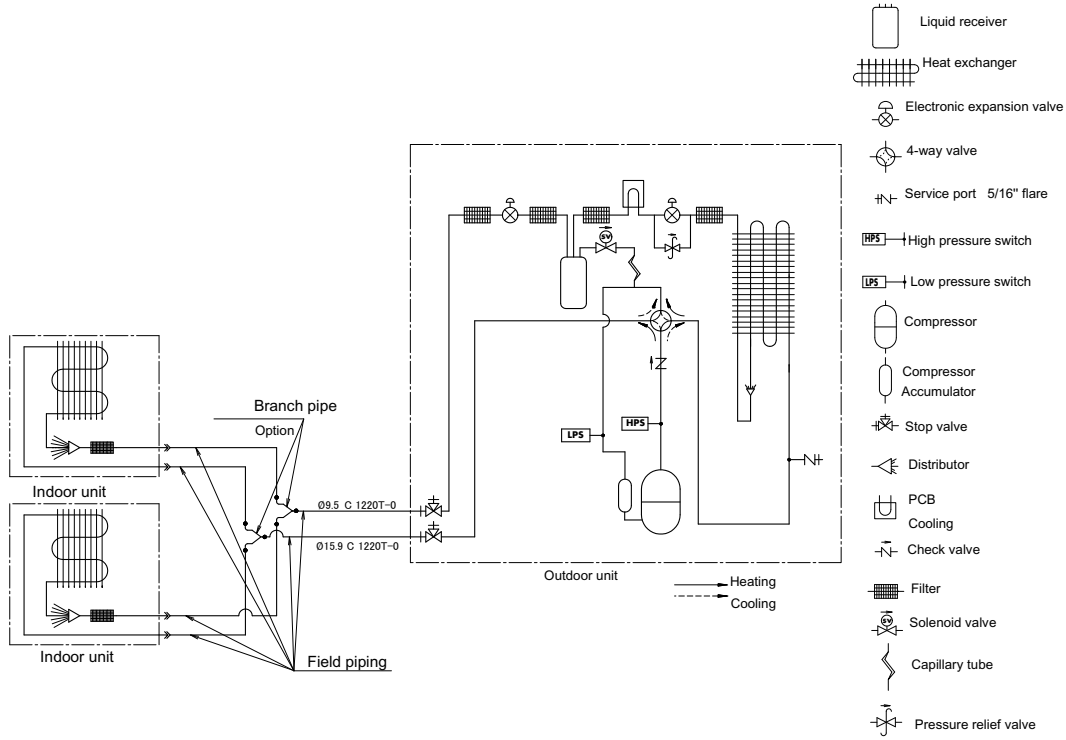 Liquid receiver
Heat exchanger
Electronic expansion valve
4-way valve
Service port 5/16" flare
HPS
High pressure switch
LPS
Low pressure switch
Compressor
Compressor
Accumulator
Stop valve
Distributor
PCB
Cooling
Check valve
Filter
SV
Solenoid valve
Capillary tube
Pressure relief valve
SV
LPS
HPS
Branch pipe
Option
Indoor unit
Ø9.5 C 1220T-0
Ø15.9 C 1220T-0
Outdoor unit
Heating
Cooling
Indoor unit
Field piping